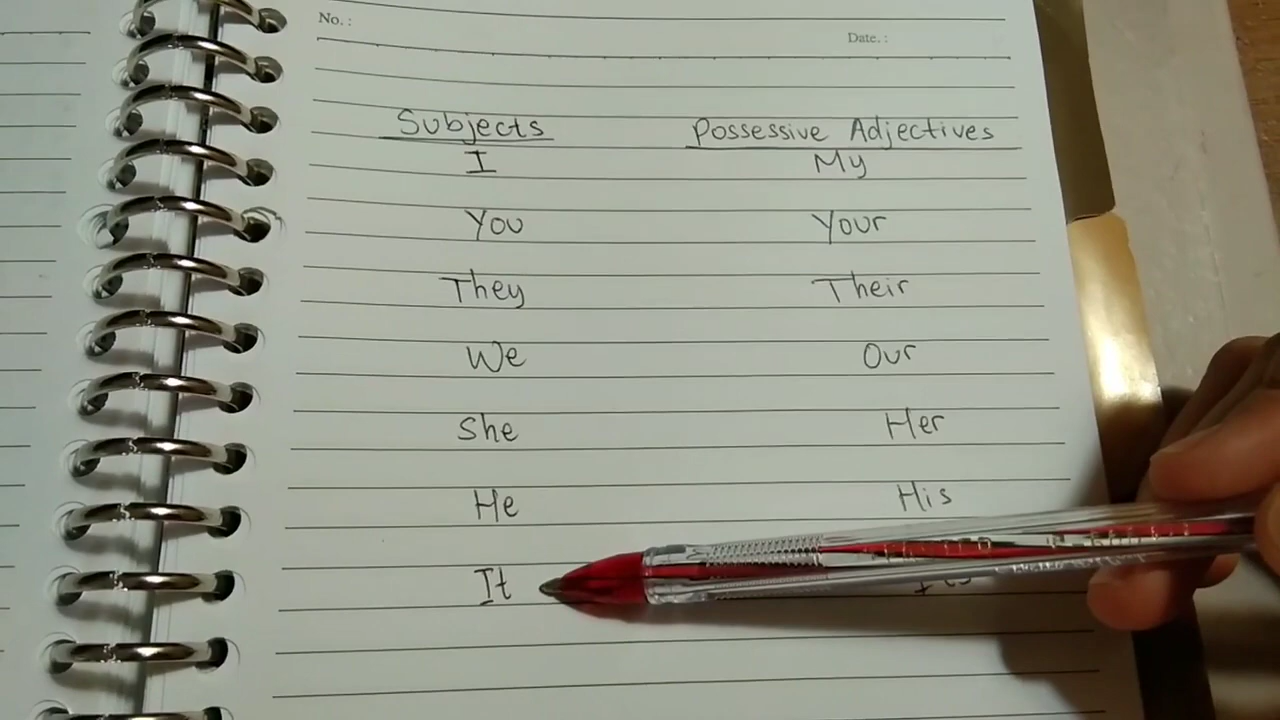 No. :
Date. :
Subjects Possessive Adjectives
I My
You Your
They Their
We Our
She Her
He His
It